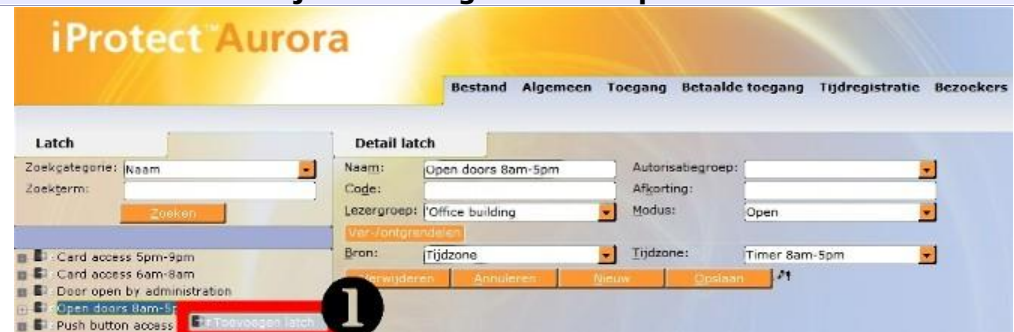 iProtect™Aurora
Bestand Algemeen Toegang Betaalde toegang Tijdregistratie Bezoekers
Latch
Detail latch
Zoekcategorie: Naam
Naam: Open doors 8am-5pm
Autorisatiegroep:
Zoekterm:
Code:
Afkorting:
Zoeken
Lezergroep: 'Office building
Modus: Open
Ver-/ontgrendelen
Bron: Tijdzone
Tijdzone: Timer 8am-5pm
Verwijderen Annuleren Nieuw Opslaan
Card access 5pm-9pm
Card access 6am-8am
Door open by administration
Open doors 8am-5p
Push button access
Toevoegen latch
1